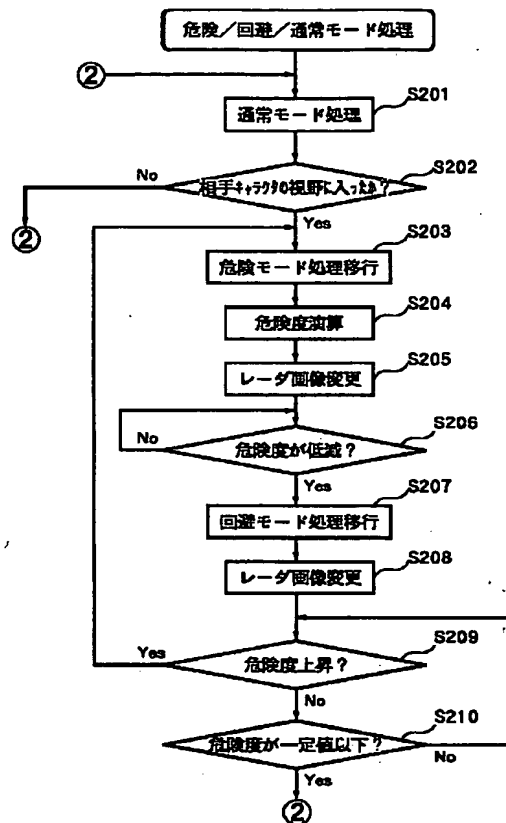 危険／回避／通常モード処理
②
S201
通常モード処理
S202
相手キャラクタの視野に入ったか？
No
②
Yes
S203
危険モード処理移行
S204
危険度演算
S205
レーダ画像変更
S206
危険度が低減？
No
Yes
S207
回避モード処理移行
S208
レーダ画像変更
S209
危険度上昇？
Yes
No
S210
危険度が一定値以下？
No
Yes
②